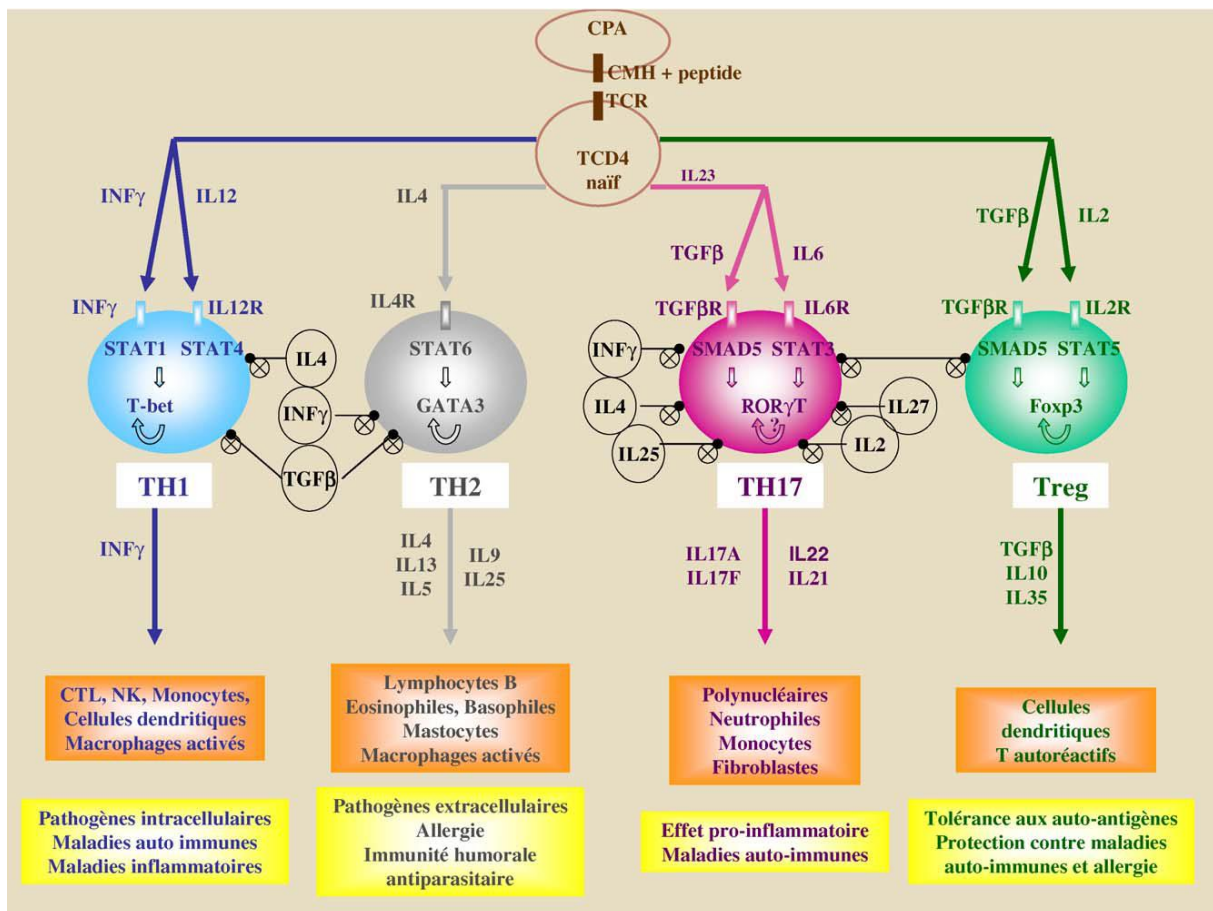 CPA
CMH + peptide
TCR
TCD4
naïf
INFγ
IL12
IL4
IL23
TGFβ
IL6
TGFβ
IL2
INFγ
IL12R
IL4R
TGFβR
IL6R
TGFβR
IL2R
STAT1 STAT4
T-bet
IL4
INFγ
TGFβ
STAT6
GATA3
INFγ
IL4
IL25
SMAD5 STAT3
RORγT
?
IL27
IL2
SMAD5 STAT5
Foxp3
TH1
TH2
TH17
Treg
INFγ
IL4
IL13
IL5
IL9
IL25
IL17A
IL17F
IL22
IL21
TGFβ
IL10
IL35
CTL, NK, Monocytes,
Cellules dendritiques
Macrophages activés
Lymphocytes B
Eosinophiles, Basophiles
Mastocytes
Macrophages activés
Polynucléaires
Neutrophiles
Monocytes
Fibroblastes
Cellules
dendritiques
T autoréactifs
Pathogènes intracellulaires
Maladies auto immunes
Maladies inflammatoires
Pathogènes extracellulaires
Allergie
Immunité humorale
antiparasitaire
Effet pro-inflammatoire
Maladies auto-immunes
Tolérance aux auto-antigènes
Protection contre maladies
auto-immunes et allergie